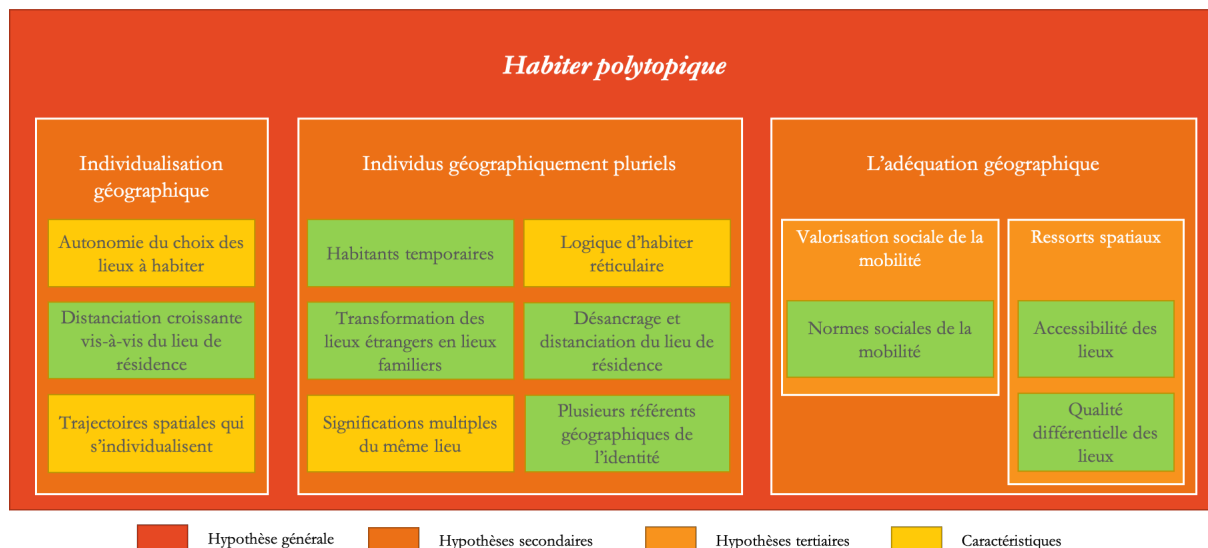 Habiter polytopique
Individualisation
géographique
Autonomie du choix des
lieux à habiter
Distanciation croissante
vis-à-vis du lieu de
résidence
Trajectoires spatiales qui
s'individualisent
Individus géographiquement pluriels
Habitants temporaires
Logique d'habiter
réticulaire
Transformation des
lieux étrangers en lieux
familiers
Désancrage et
distanciation du lieu de
résidence
Significations multiples
du même lieu
Plusieurs référents
géographiques de
l'identité
L'adéquation géographique
Valorisation sociale de la
mobilité
Normes sociales de la
mobilité
Ressorts spatiaux
Accessibilité des
lieux
Qualité
différentielle des
lieux
Hypothèse générale
Hypothèses secondaires
Hypothèses tertiaires
Caractéristiques